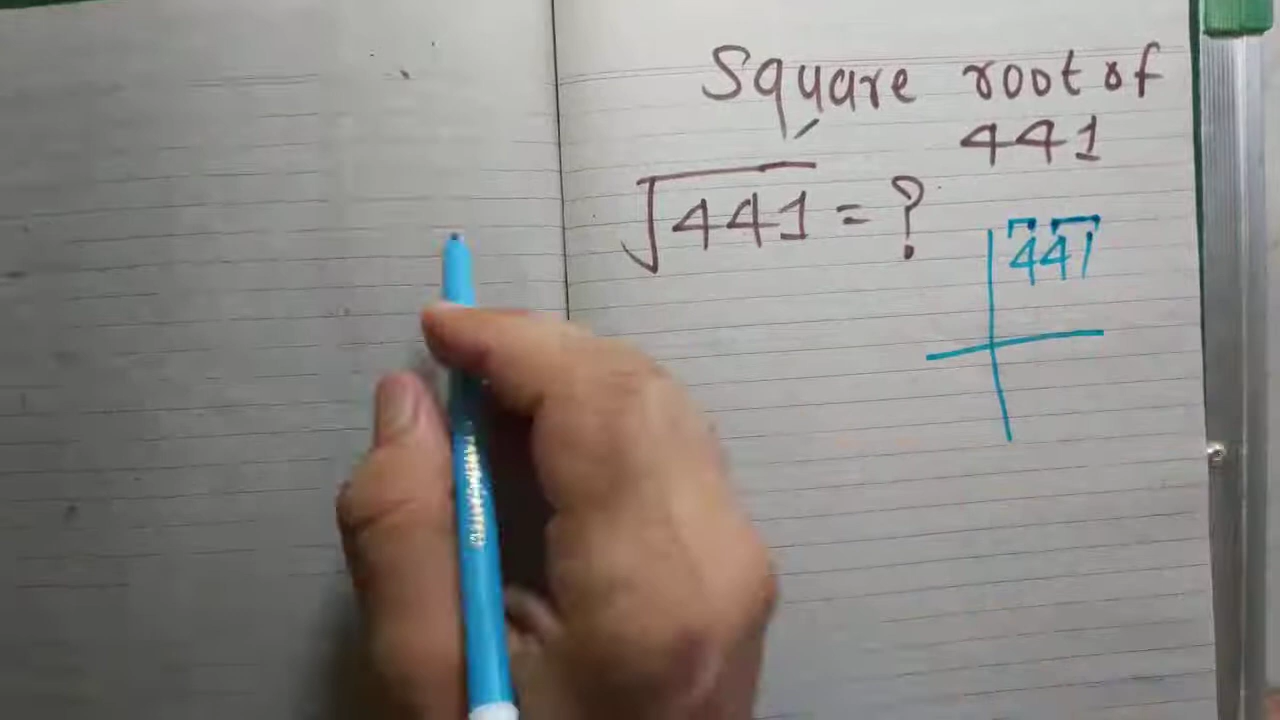 Square root of
441
√441 = ?
441